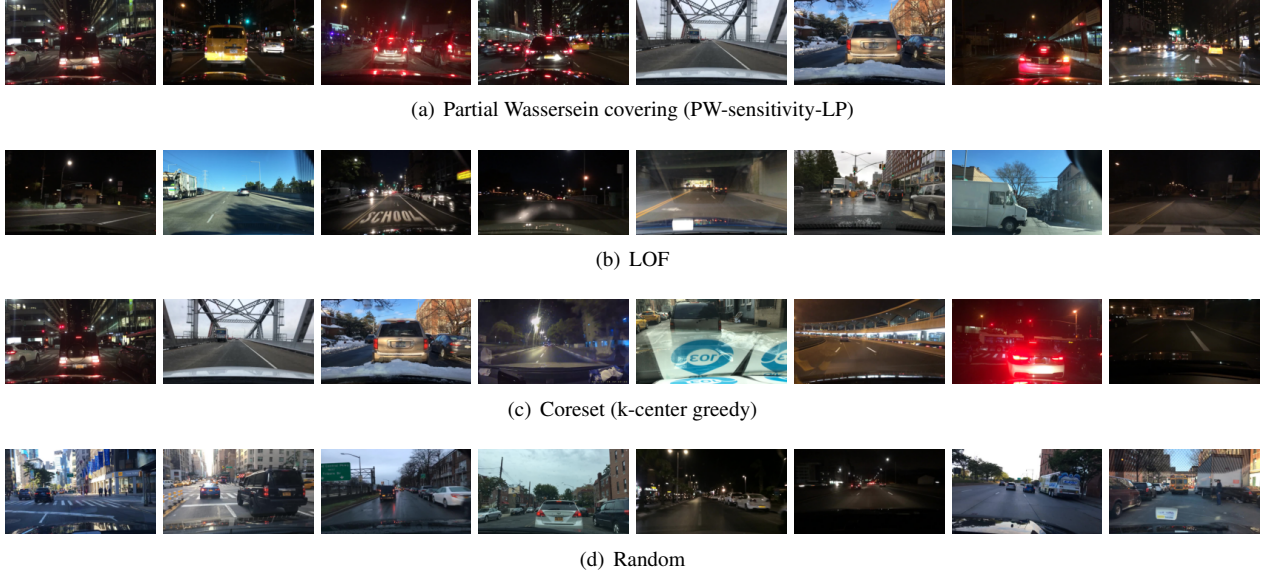 (a) Partial Wassersein covering (PW-sensitivity-LP)
SCHOOL
(b) LOF
(c) Coreset (k-center greedy)
(d) Random